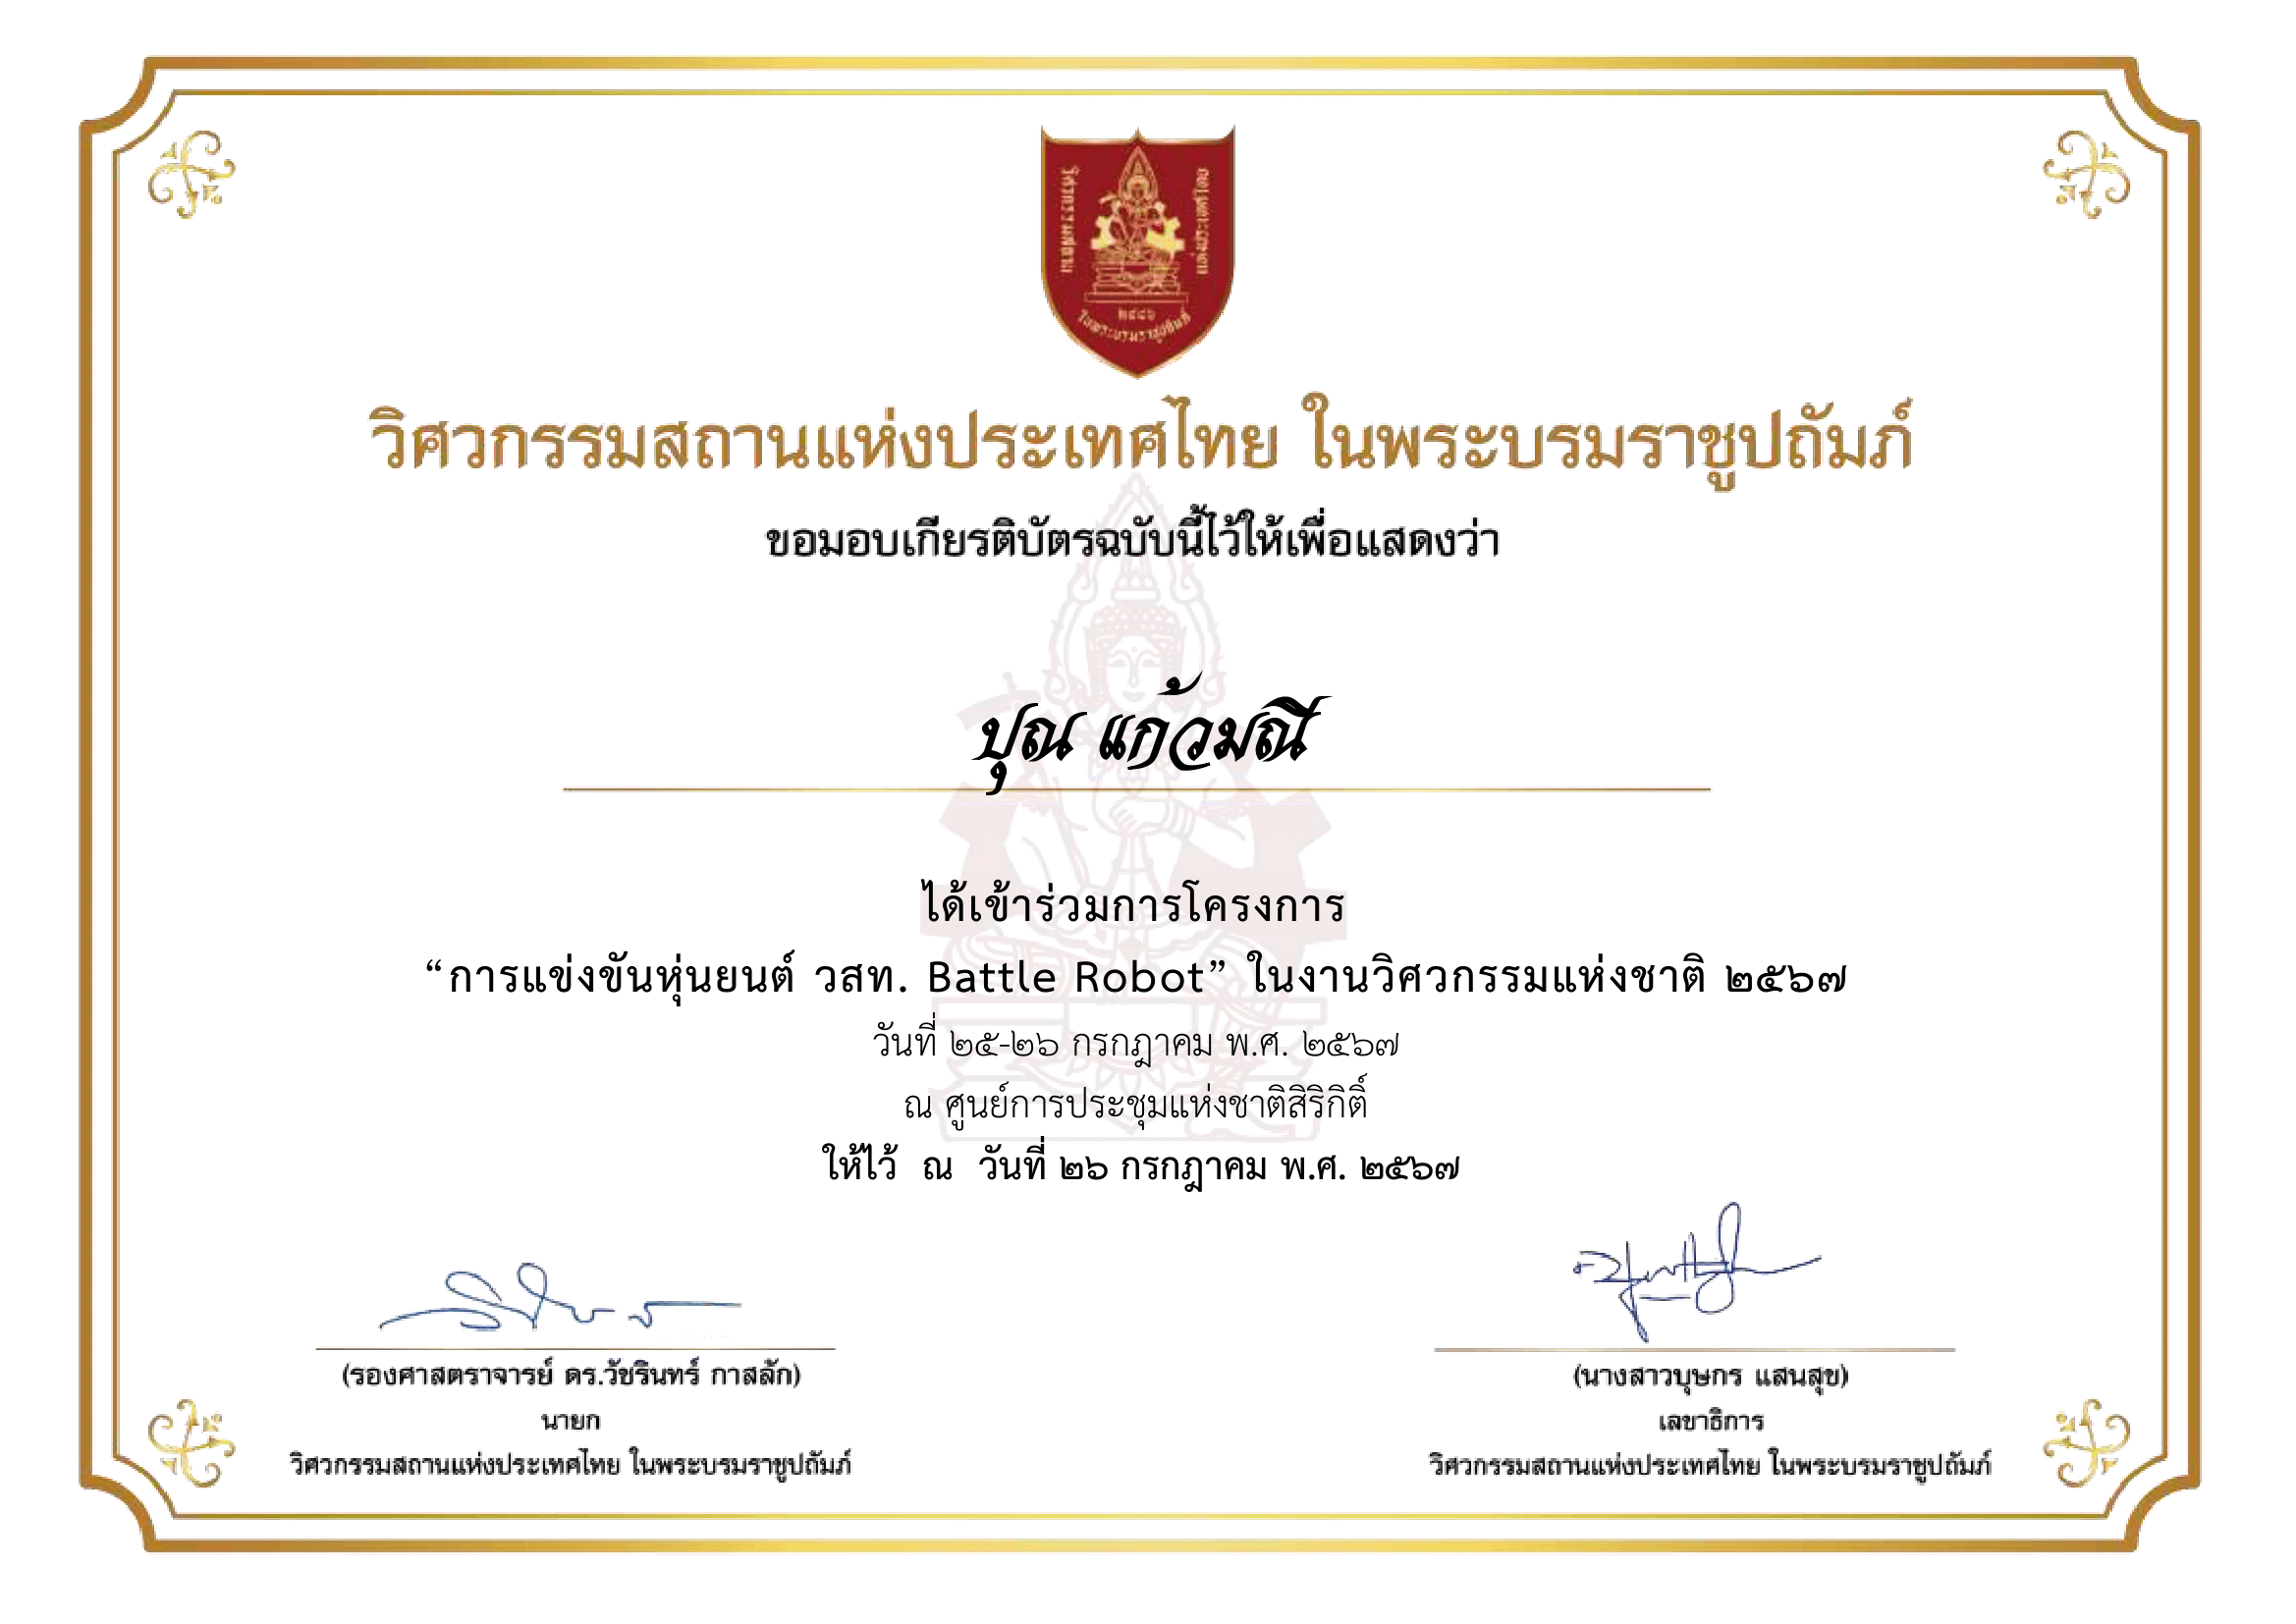 วิศวกรรมสถาน
แห่งประเทศไทย
๒๔๘๖
ในพระบรมราชูปถัมภ์
วิศวกรรมสถานแห่งประเทศไทย ในพระบรมราชูปถัมภ์
ขอมอบเกียรติบัตรฉบับนี้ไว้ให้เพื่อแสดงว่า
ปุณ แก้วมณี
ได้เข้าร่วมการโครงการ
“การแข่งขันหุ่นยนต์ วสท. Battle Robot” ในงานวิศวกรรมแห่งชาติ ๒๕๖๗
วันที่ ๒๕-๒๖ กรกฎาคม พ.ศ. ๒๕๖๗
ณ ศูนย์การประชุมแห่งชาติสิริกิติ์
ให้ไว้ ณ วันที่ ๒๖ กรกฎาคม พ.ศ. ๒๕๖๗
(รองศาสตราจารย์ ดร.วัชรินทร์ กาสลัก)
นายก
วิศวกรรมสถานแห่งประเทศไทย ในพระบรมราชูปถัมภ์
(นางสาวบุษกร แสนสุข)
เลขาธิการ
วิศวกรรมสถานแห่งประเทศไทย ในพระบรมราชูปถัมภ์